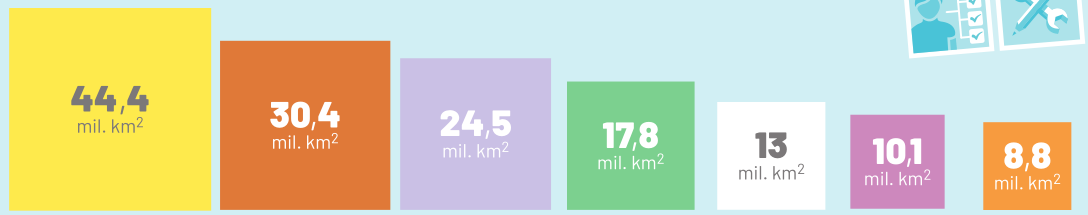 44,4
mil. km²
30,4
mil. km²
24,5
mil. km²
17,8
mil. km²
13
mil. km²
10,1
mil. km²
8,8
mil. km²